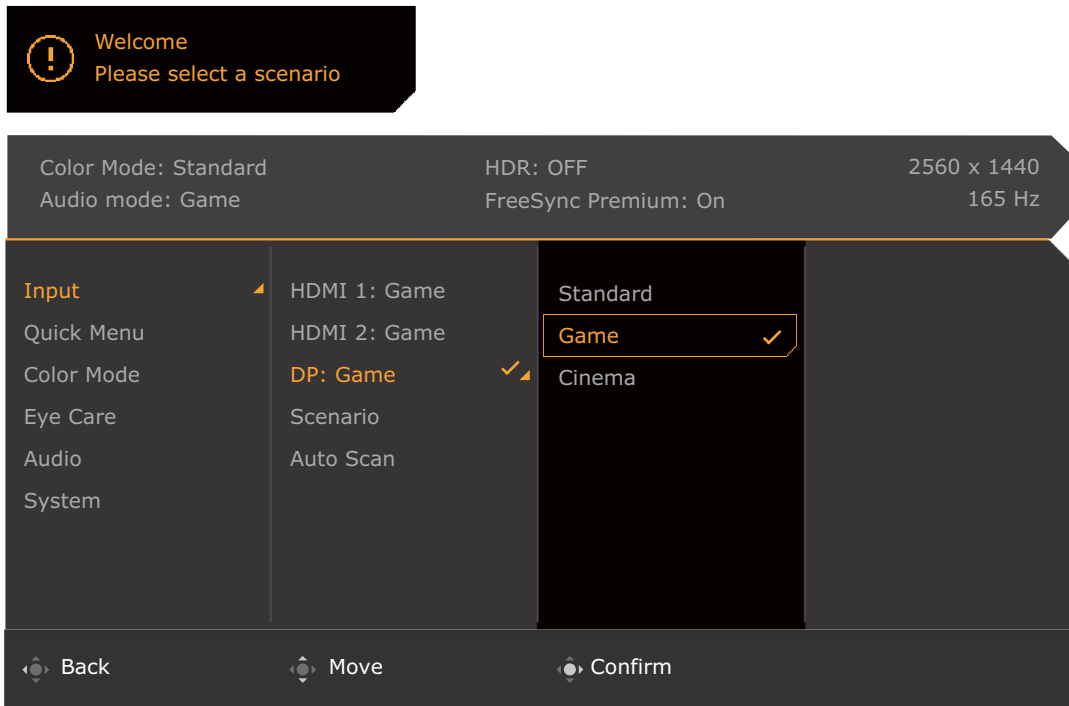 Welcome
Please select a scenario
Color Mode: Standard
HDR: OFF
2560 x 1440
Audio mode: Game
FreeSync Premium: On
165 Hz
Input
Quick Menu
Color Mode
Eye Care
Audio
System
HDMI 1: Game
HDMI 2: Game
DP: Game
Scenario
Auto Scan
Standard
Game
Cinema
Back
Move
Confirm